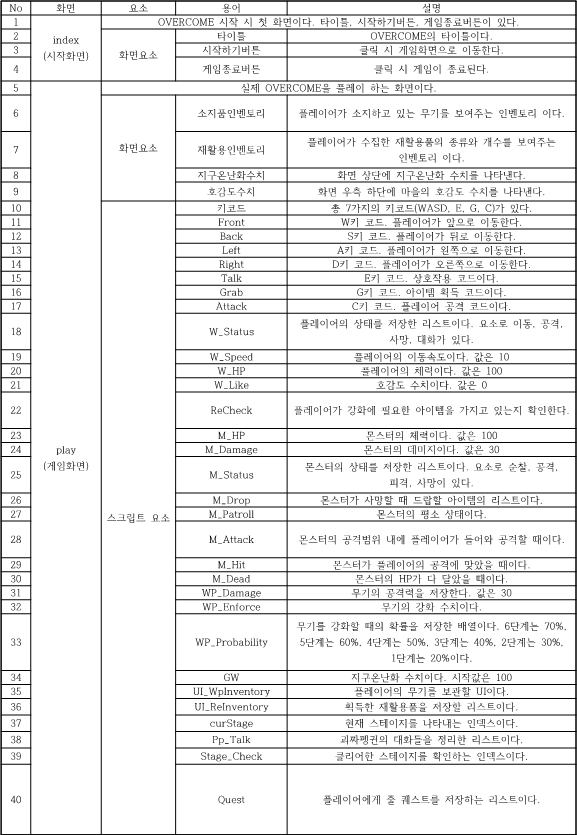 No 화면 요소 용어 설명
1 index (시작화면) OVERCOME 시작 시 첫 화면이다. 타이틀, 시작하기버튼, 게임종료버튼이 있다.
2 화면요소 타이틀 OVERCOME의 타이틀이다.
3 시작하기버튼 클릭 시 게임화면으로 이동한다.
4 게임종료버튼 클릭 시 게임이 종료된다.
5 play (게임화면) 실제 OVERCOME을 플레이 하는 화면이다.
6 화면요소 소지품인벤토리 플레이어가 소지하고 있는 무기를 보여주는 인벤토리 이다.
7 재활용인벤토리 플레이어가 수집한 재활용품의 종류와 개수를 보여주는
인벤토리 이다.
8 지구온난화수치 화면 상단에 지구온난화 수치를 나타낸다.
9 호감도수치 화면 우측 하단에 마을의 호감도 수치를 나타낸다.
10 스크립트 요소 키코드 총 7가지의 키코드(WASD, E, G, C)가 있다.
11 Front W키 코드. 플레이어가 앞으로 이동한다.
12 Back S키 코드. 플레이어가 뒤로 이동한다.
13 Left A키 코드. 플레이어가 왼쪽으로 이동한다.
14 Right D키 코드. 플레이어가 오른쪽으로 이동한다.
15 Talk E키 코드. 상호작용 코드이다.
16 Grab G키 코드. 아이템 획득 코드이다.
17 Attack C키 코드. 플레이어 공격 코드이다.
18 W_Status 플레이어의 상태를 저장한 리스트이다. 요소로 이동, 공격,
사망, 대화가 있다.
19 W_Speed 플레이어의 이동속도이다. 값은 10
20 W_HP 플레이어의 체력이다. 값은 100
21 W_Like 호감도 수치이다. 값은 0
22 ReCheck 플레이어가 강화에 필요한 아이템을 가지고 있는지 확인한다.
23 M_HP 몬스터의 체력이다. 값은 100
24 M_Damage 몬스터의 데미지이다. 값은 30
25 M_Status 몬스터의 상태를 저장한 리스트이다. 요소로 순찰, 공격,
피격, 사망이 있다.
26 M_Drop 몬스터가 사망할 때 드랍할 아이템의 리스트이다.
27 M_Patroll 몬스터의 평소 상태이다.
28 M_Attack 몬스터의 공격범위 내에 플레이어가 들어와 공격할 때이다.
29 M_Hit 몬스터가 플레이어의 공격에 맞았을 때이다.
30 M_Dead 몬스터의 HP가 다 닳았을 때이다.
31 WP_Damage 무기의 공격력을 저장한다. 값은 30
32 WP_Enforce 무기의 강화 수치이다.
33 WP_Probability 무기를 강화할 때의 확률을 저장한 배열이다. 6단계는 70%,
5단계는 60%, 4단계는 50%, 3단계는 40%, 2단계는 30%,
1단계는 20%이다.
34 GW 지구온난화 수치이다. 시작값은 100
35 UI_WpInventory 플레이어의 무기를 보관할 UI이다.
36 UI_ReInventory 획득한 재활용품을 저장할 리스트이다.
37 curStage 현재 스테이지를 나타내는 인덱스이다.
38 Pp_Talk 괴짜펭귄의 대화들을 정리한 리스트이다.
39 Stage_Check 클리어한 스테이지를 확인하는 인덱스이다.
40 Quest 플레이어에게 줄 퀘스트를 저장하는 리스트이다.